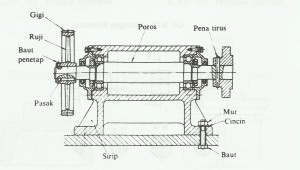 Gigi
Ruji
Baut
penetap
Poros
Pena tirus
Pasak
Mur
Cincin
Sirip
Baut